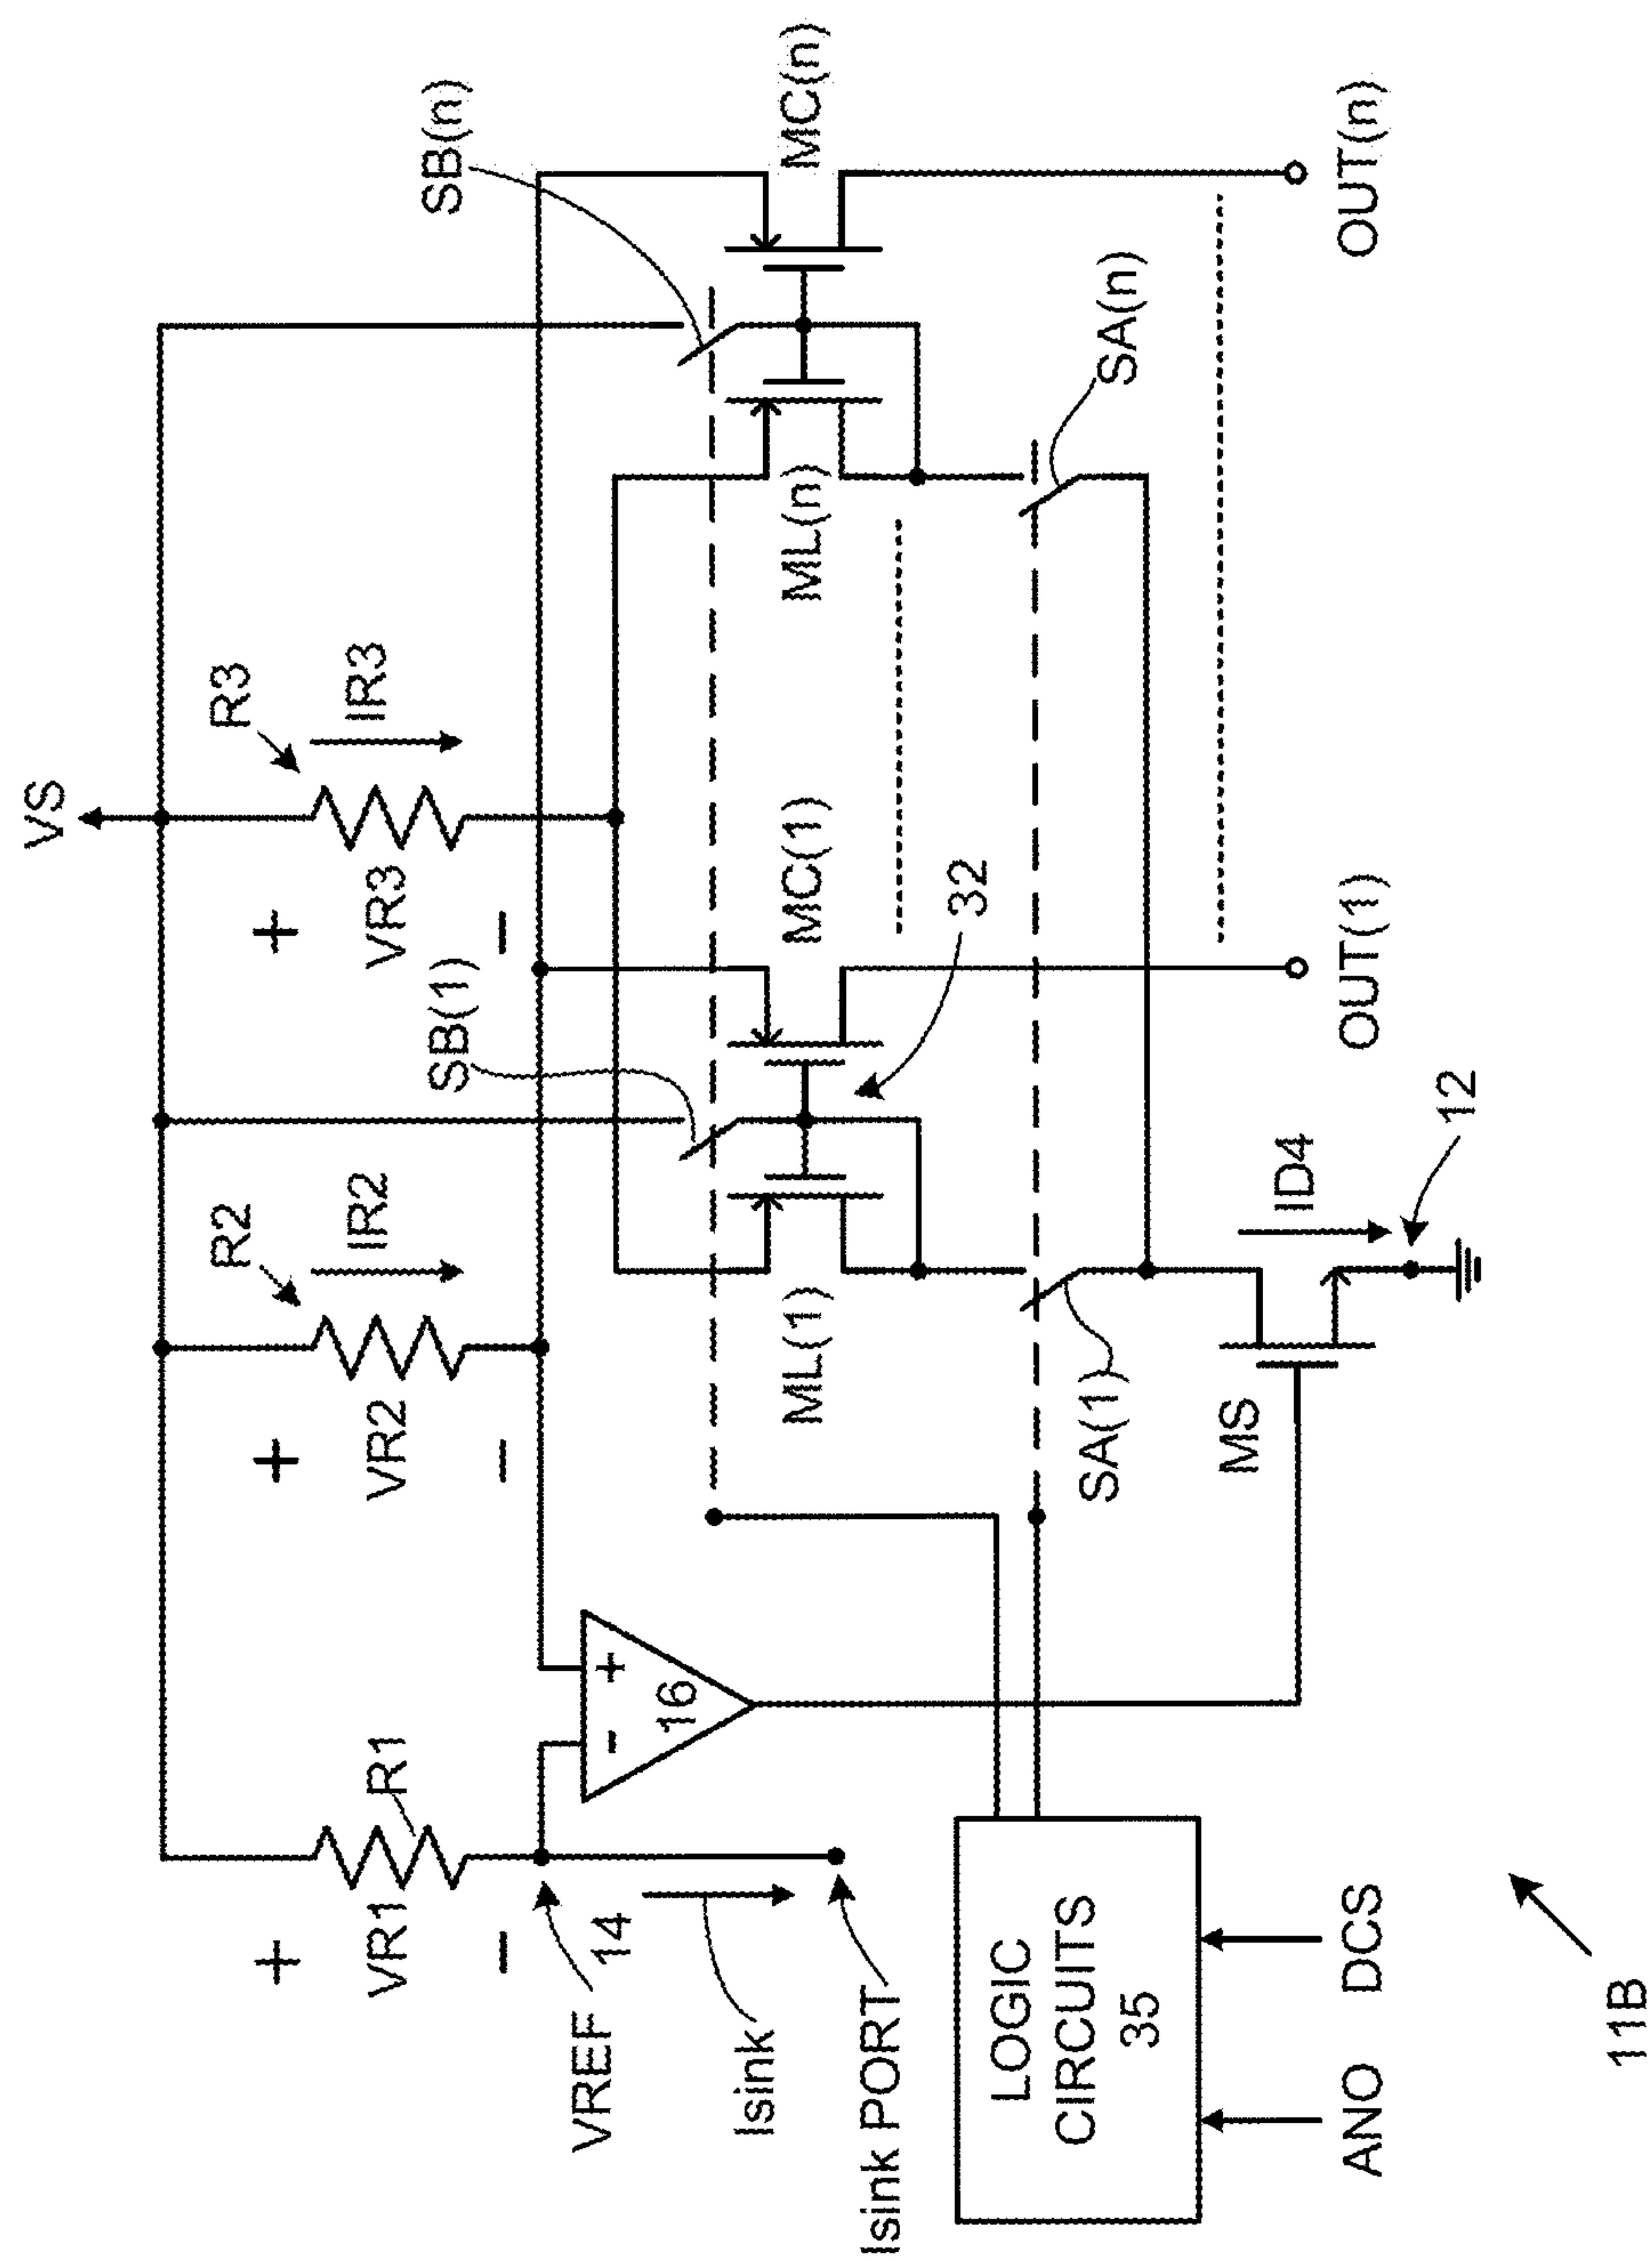 VS
+
VR1
−
R1
R2
+
VR2
−
IR2
R3
+
VR3
−
IR3
VREF
14
Isink
Isink PORT
-
+
16
SB(1)
SB(n)
ML(1)
MC(1)
32
ML(n)
MC(n)
SA(1)
SA(n)
LOGIC
CIRCUITS
35
MS
ID4
12
OUT(1)
OUT(n)
ANO
DCS
11B